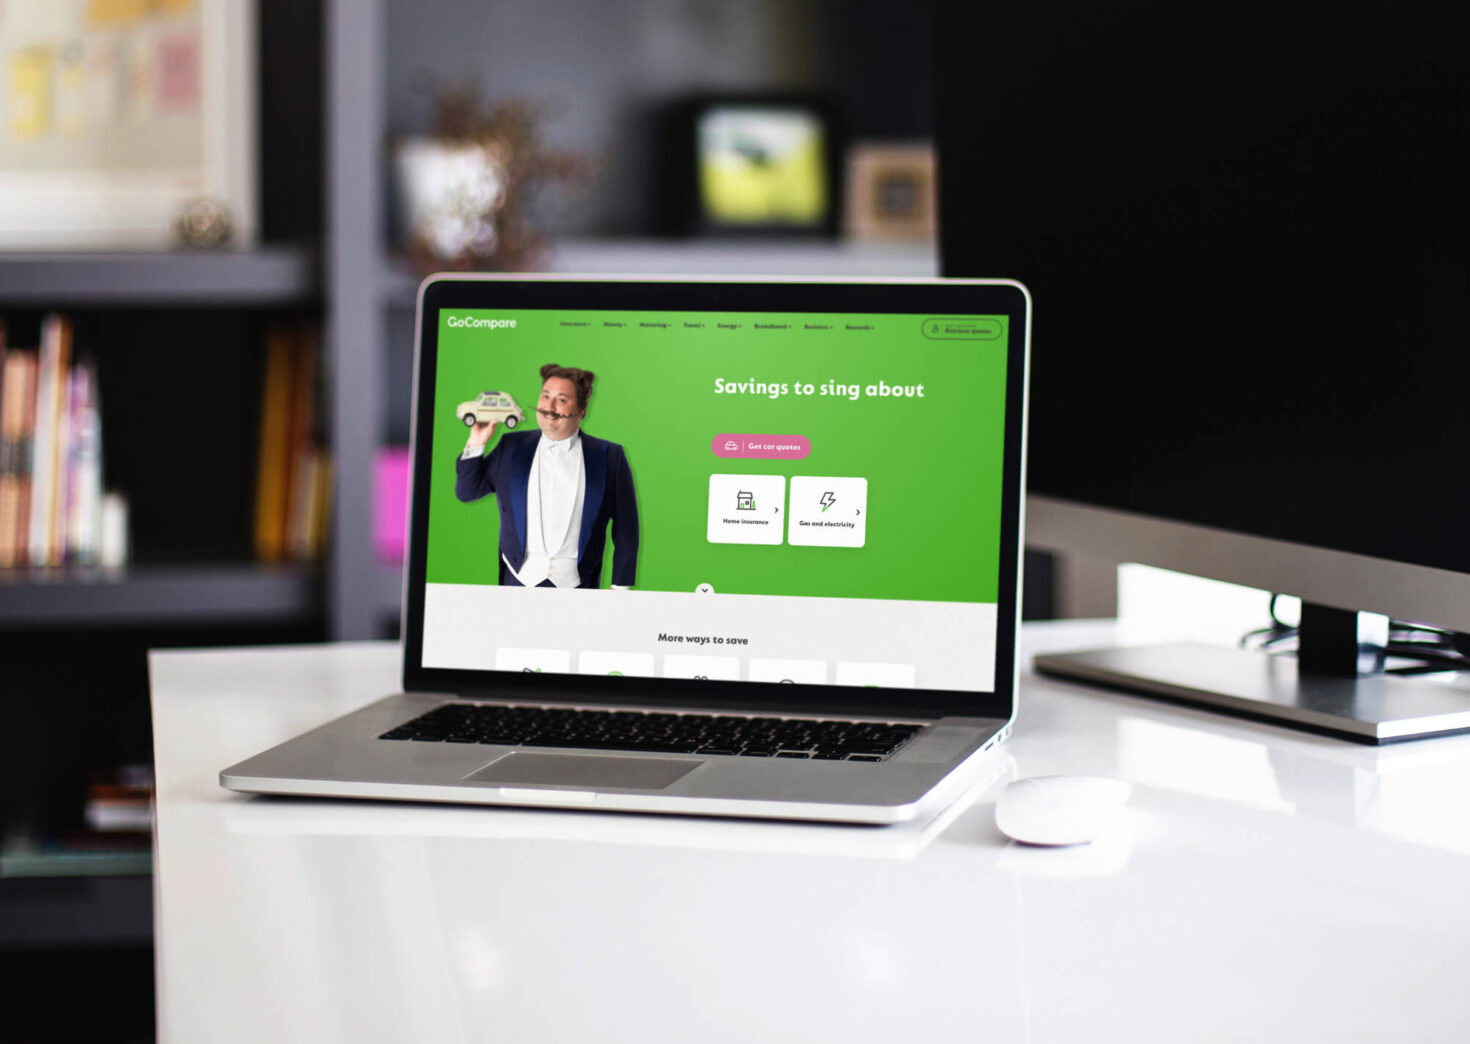 GoCompare
Insurance Money Motoring Travel Energy Broadband Business Rewards
Retrieve quotes
Savings to sing about
Get car quotes
Home insurance
Gas and electricity
More ways to save